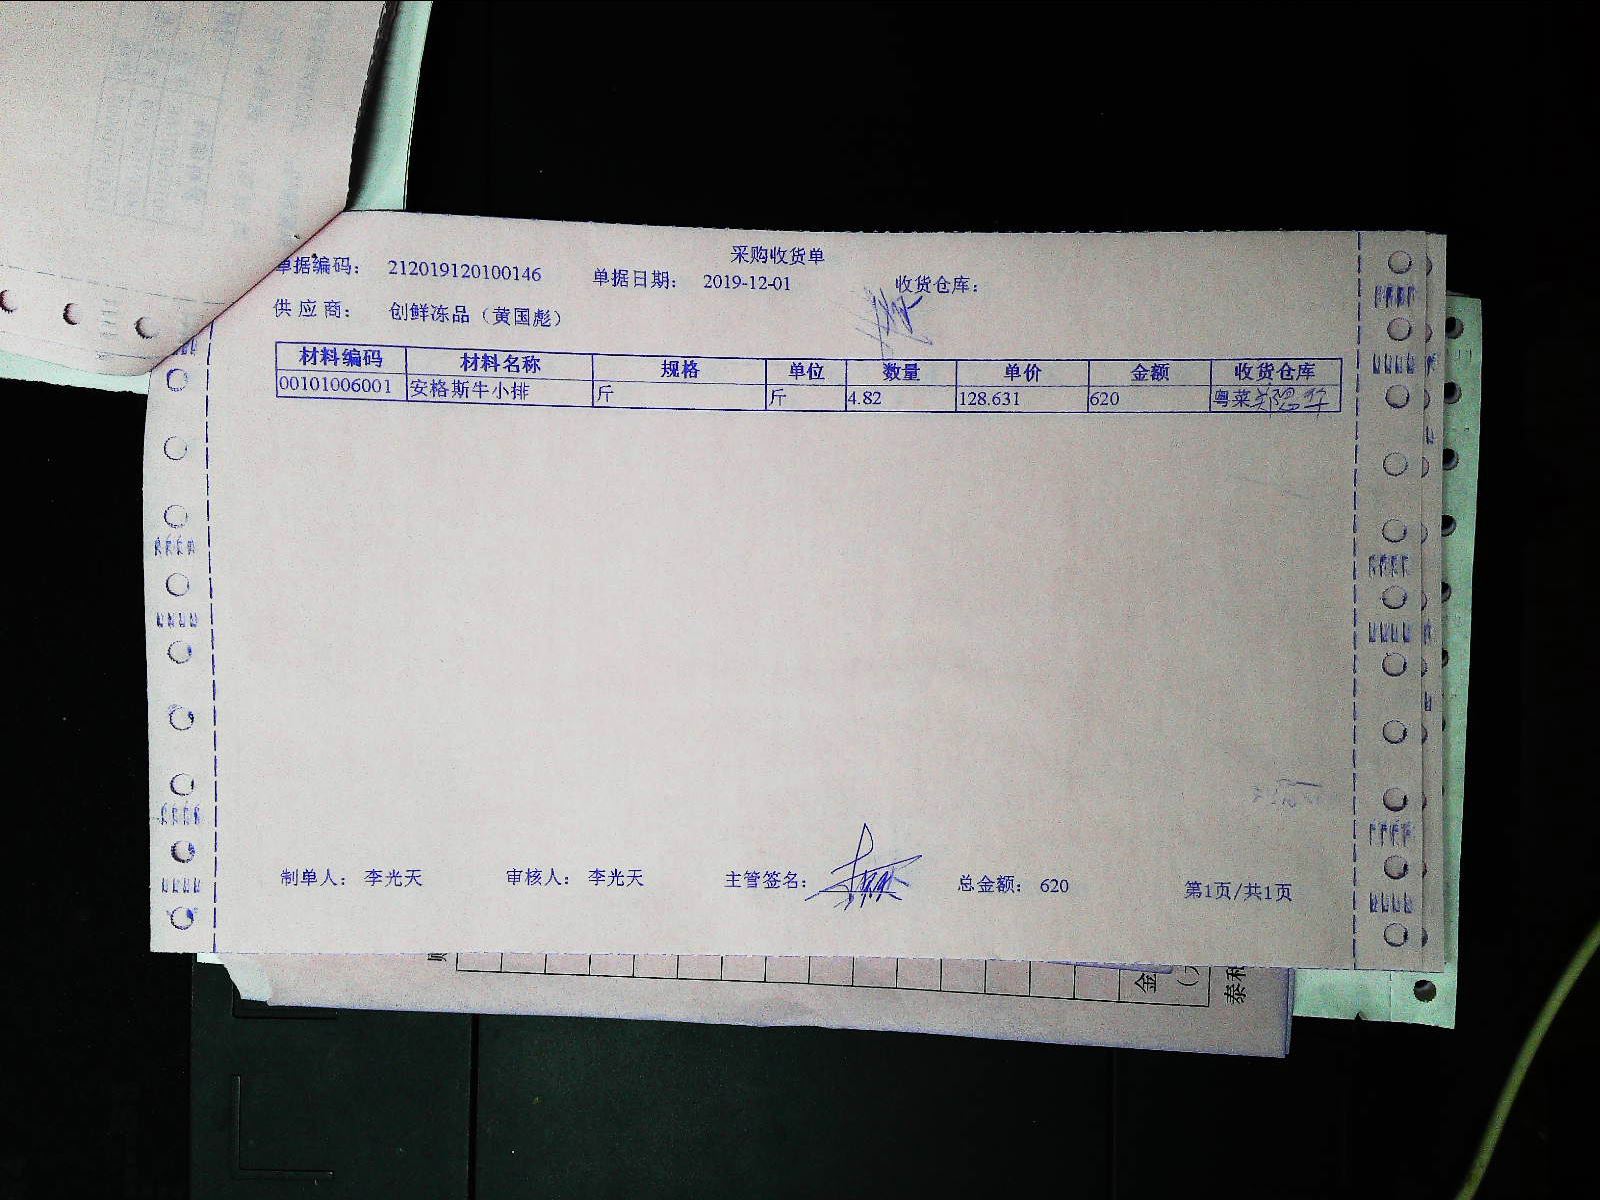 采购收货单
单据编码： 212019120100146 单据日期： 2019-12-01 收货仓库：
供 应 商： 创鲜冻品（黄国彪）
材料编码 材料名称 规格 单位 数量 单价 金额 收货仓库
00101006001 安格斯牛小排 斤 斤 4.82 128.631 620 粤菜
制单人： 李光天 审核人： 李光天 主管签名： 总金额： 620 第1页/共1页
金